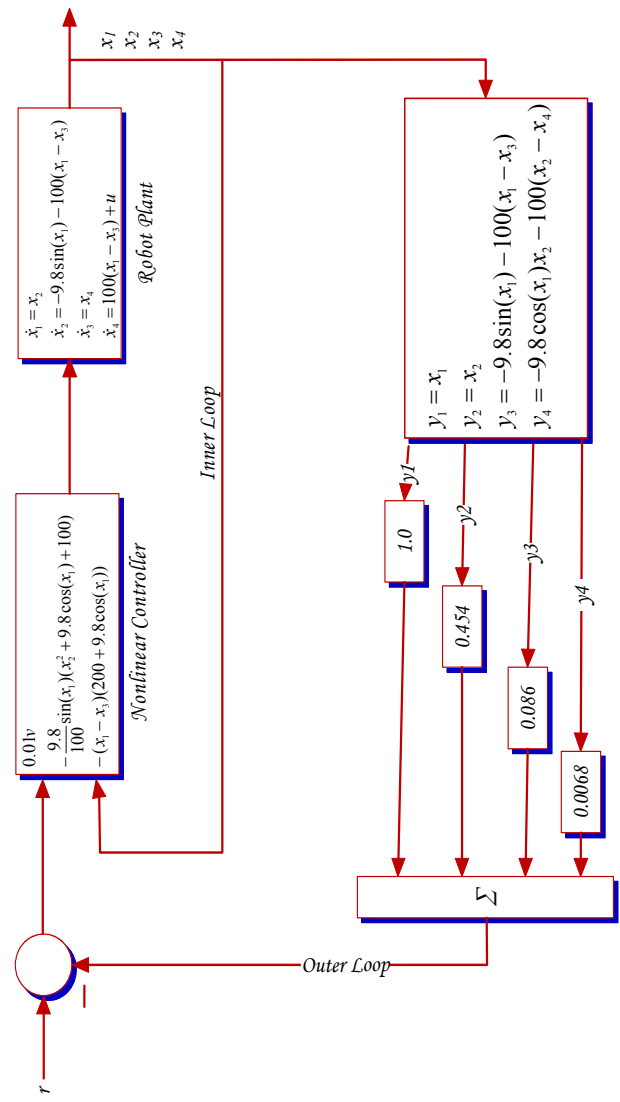 r
0.01v
−9.8/100 sin(x₁)(x₂² + 9.8cos(x₁) + 100)
−(x₁ − x₃)(200 + 9.8cos(x₁))
Nonlinear Controller
ẋ₁ = x₂
ẋ₂ = −9.8sin(x₁) − 100(x₁ − x₃)
ẋ₃ = x₄
ẋ₄ = 100(x₁ − x₃) + u
Robot Plant
x₁
x₂
x₃
x₄
Inner Loop
−
Outer Loop
Σ
1.0
0.454
0.086
0.0068
y1
y2
y3
y4
y₁ = x₁
y₂ = x₂
y₃ = −9.8sin(x₁) − 100(x₁ − x₃)
y₄ = −9.8cos(x₁)x₂ − 100(x₂ − x₄)